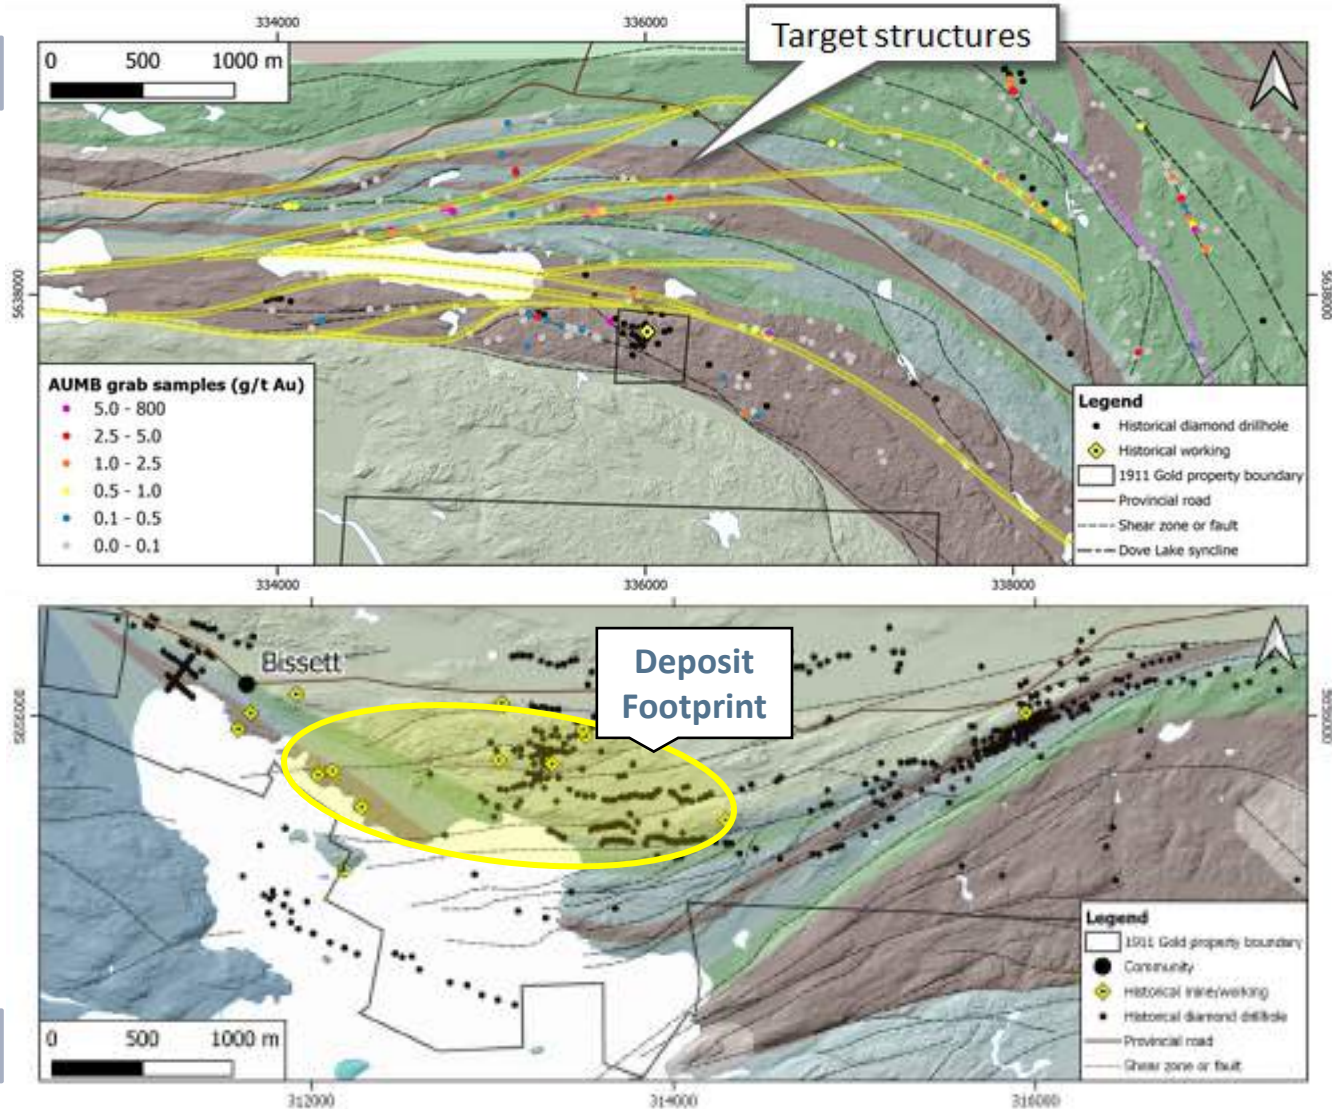 334000
336000
Target structures
0 500 1000 m
5638000
5638000
AUMB grab samples (g/t Au)
5.0 - 800
2.5 - 5.0
1.0 - 2.5
0.5 - 1.0
0.1 - 0.5
0.0 - 0.1
Legend
Historical diamond drillhole
Historical working
1911 Gold property boundary
Provincial road
Shear zone or fault
Dove Lake syncline
334000
336000
338000
Bissett
Deposit
Footprint
Legend
1911 Gold property boundary
Community
Historical mine/working
Historical diamond drillhole
Provincial road
Shear zone or fault
0 500 1000 m
312000
314000
316000